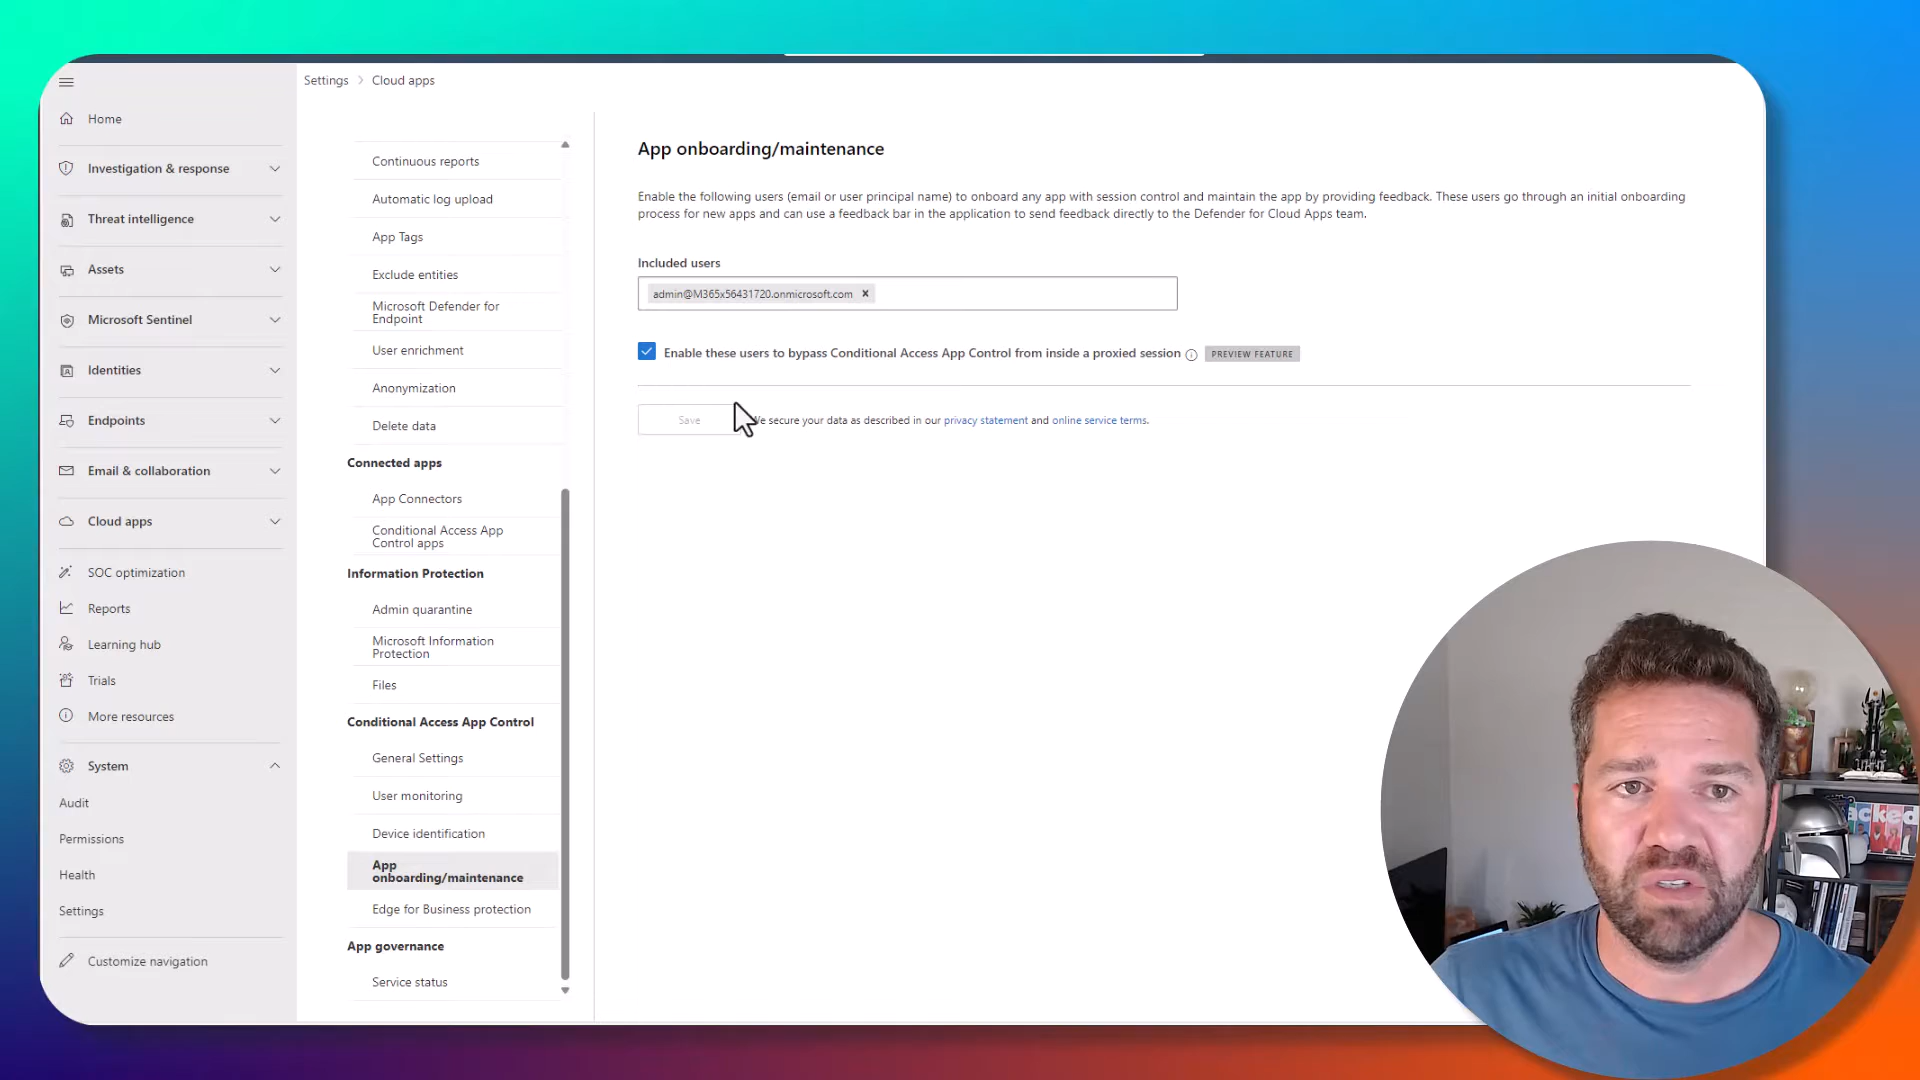 Settings > Cloud apps
Home
Investigation & response
Threat intelligence
Assets
Microsoft Sentinel
Identities
Endpoints
Email & collaboration
Cloud apps
SOC optimization
Reports
Learning hub
Trials
More resources
System
Audit
Permissions
Health
Settings
Customize navigation
Continuous reports
Automatic log upload
App Tags
Exclude entities
Microsoft Defender for
Endpoint
User enrichment
Anonymization
Delete data
Connected apps
App Connectors
Conditional Access App
Control apps
Information Protection
Admin quarantine
Microsoft Information
Protection
Files
Conditional Access App Control
General Settings
User monitoring
Device identification
App
onboarding/maintenance
Edge for Business protection
App governance
Service status
App onboarding/maintenance
Enable the following users (email or user principal name) to onboard any app with session control and maintain the app by providing feedback. These users go through an initial onboarding
process for new apps and can use a feedback bar in the application to send feedback directly to the Defender for Cloud Apps team.
Included users
admin@M365x56431720.onmicrosoft.com
Enable these users to bypass Conditional Access App Control from inside a proxied session PREVIEW FEATURE
Save
secure your data as described in our privacy statement and online service terms.